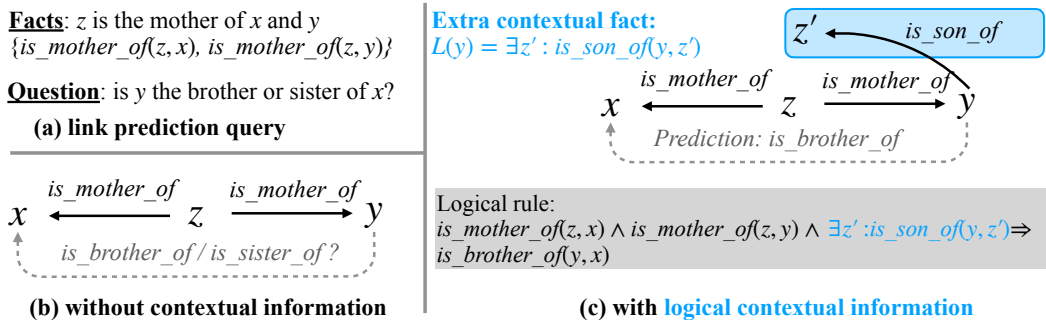 Facts: z is the mother of x and y
{is_mother_of(z, x), is_mother_of(z, y)}
Question: is y the brother or sister of x?
(a) link prediction query
is_mother_of is_mother_of
x z y
is_brother_of / is_sister_of ?
(b) without contextual information
Extra contextual fact:
L(y) = ∃z′ : is_son_of(y, z′)
z′ is_son_of
is_mother_of is_mother_of
x z y
Prediction: is_brother_of
Logical rule:
is_mother_of(z, x) ∧ is_mother_of(z, y) ∧ ∃z′ :is_son_of(y, z′)⇒
is_brother_of(y, x)
(c) with logical contextual information